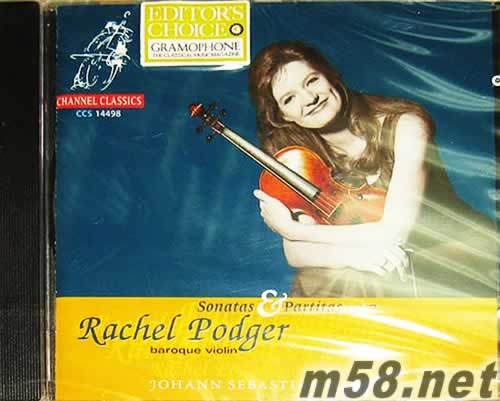 EDITOR'S
CHOICE
GRAMOPHONE
THE CLASSICAL MUSIC MAGAZINE
CHANNEL CLASSICS
CCS 14498
Sonatas & Partitas
Rachel Podger
baroque violin
JOHANN SEBASTI
m58.net